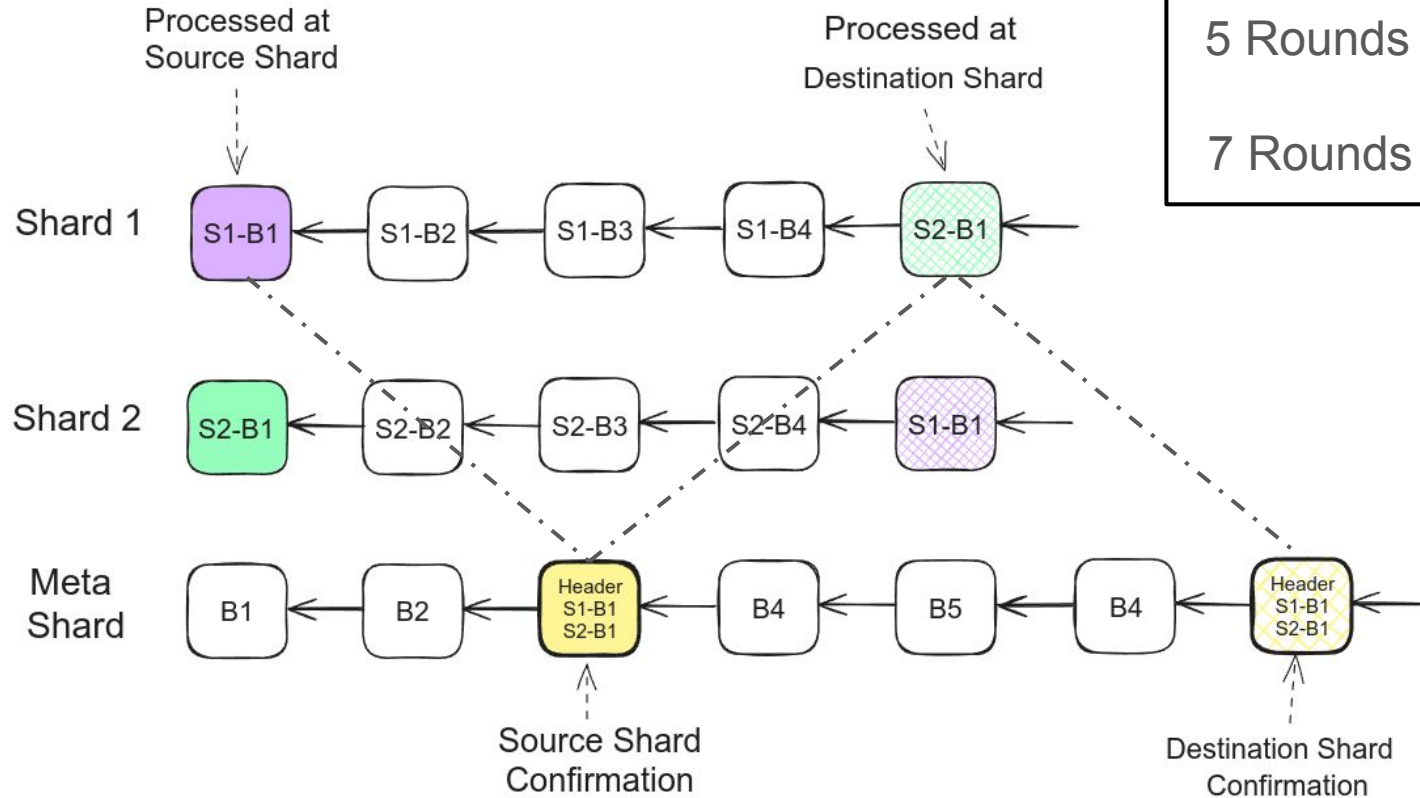 Processed at
Source Shard
Processed at
Destination Shard
5 Rounds
7 Rounds
Shard 1
S1-B1
S1-B2
S1-B3
S1-B4
S2-B1
Shard 2
S2-B1
S2-B2
S2-B3
S2-B4
S1-B1
Meta
Shard
B1
B2
Header
S1-B1
S2-B1
B4
B5
B4
Header
S1-B1
S2-B1
Source Shard
Confirmation
Destination Shard
Confirmation